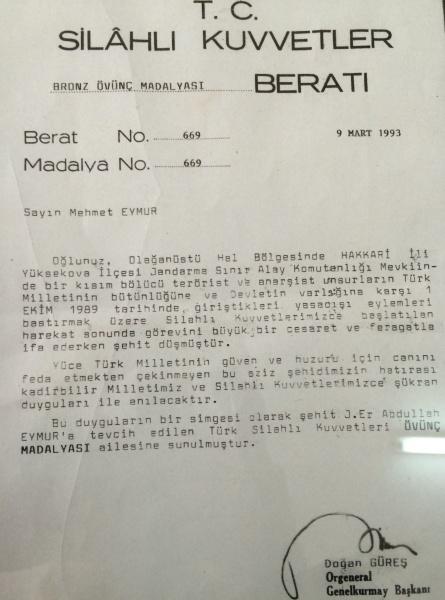 T. C.
SİLÂHLI KUVVETLER
BRONZ ÖVÜNÇ MADALYASI BERATI
Berat No. 669 9 MART 1993
Madalya No. 669
Sayın Mehmet EYMUR
Oğlunuz, Olağanüstü Hal Bölgesinde HAKKARİ İli
Yüksekova İlçesi Jandarma Sınır Alay Komutanlığı Mevkiin-
de bir kısım bölücü terörist ve anarşist unsurların Türk
Milletinin bütünlüğüne ve Devletin varlığına karşı 1
EKİM 1989 tarihinde, giriştikleri yasadışı eylemleri
bastırmak üzere Silahlı Kuvvetlerimizce başlatılan
harekat sonunda görevini büyük bir cesaret ve feragatla
ifa ederken şehit düşmüştür.
Yüce Türk Milletinin güven ve huzuru için canını
feda etmekten çekinmeyen bu aziz şehidimizin hatırası
kadirbilir Milletimiz ve Silahlı Kuvvetlerimizce şükran
duyguları ile anılacaktır.
Bu duyguların bir simgesi olarak şehit J.Er Abdullah
EYMUR'a tevcih edilen Türk Silahlı Kuvvetleri ÖVÜNÇ
MADALYASI ailesine sunulmuştur.
Doğan GÜREŞ
Orgeneral
Genelkurmay Başkanı